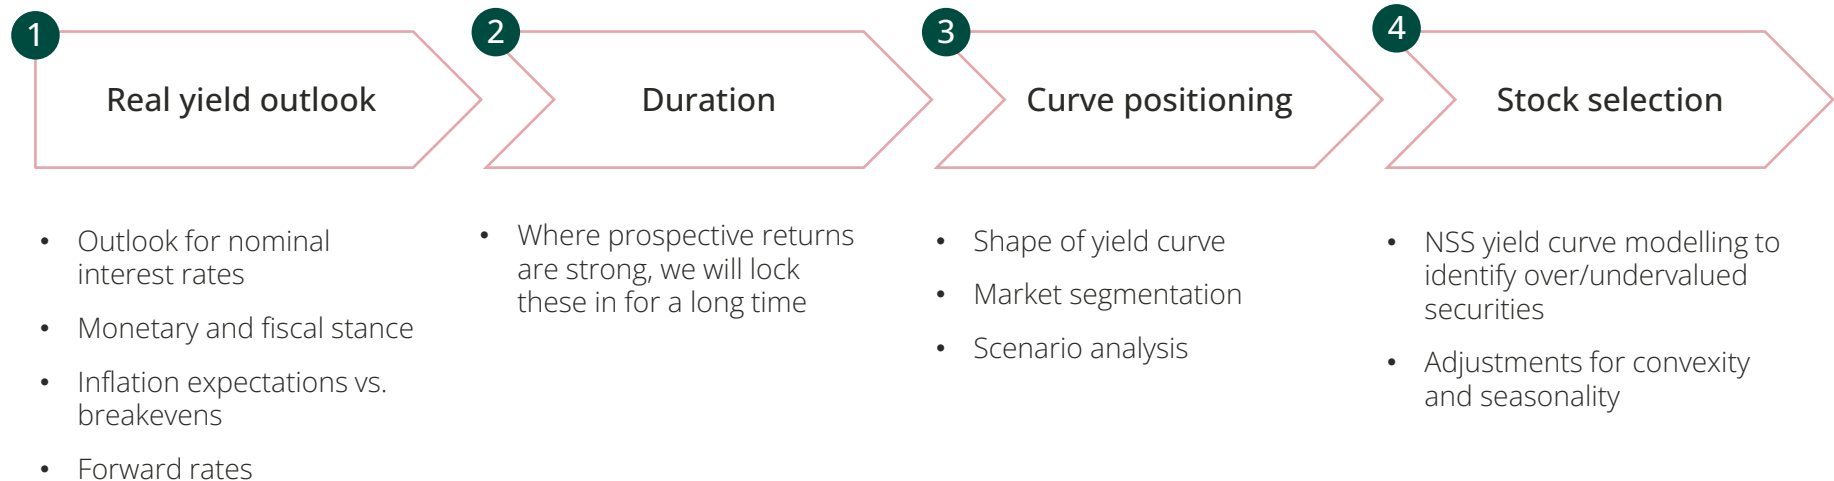 1
Real yield outlook
• Outlook for nominal
interest rates
• Monetary and fiscal stance
• Inflation expectations vs.
breakevens
• Forward rates
2
Duration
• Where prospective returns
are strong, we will lock
these in for a long time
3
Curve positioning
• Shape of yield curve
• Market segmentation
• Scenario analysis
4
Stock selection
• NSS yield curve modelling to
identify over/undervalued
securities
• Adjustments for convexity
and seasonality